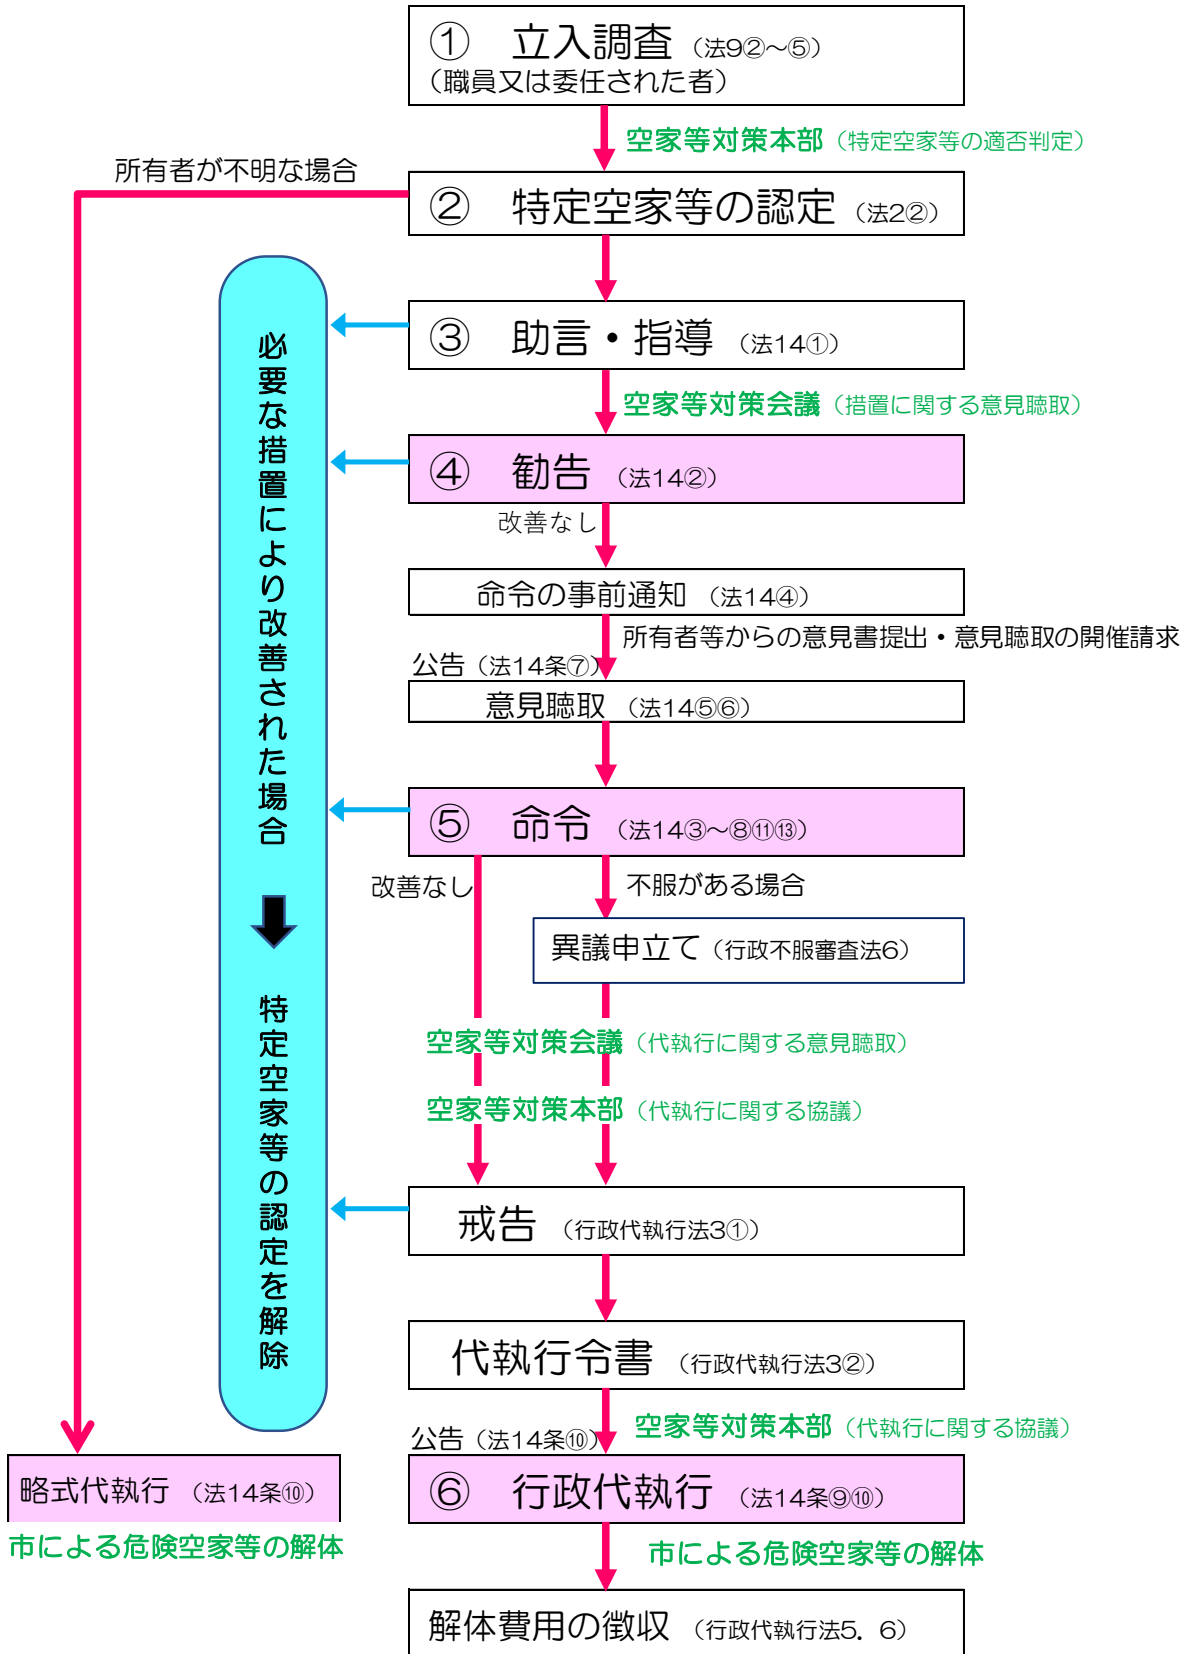 ① 立入調査 （法9②～⑤）
（職員又は委任された者）
空家等対策本部（特定空家等の適否判定）
所有者が不明な場合
② 特定空家等の認定 （法2②）
③ 助言・指導 （法14①）
空家等対策会議（措置に関する意見聴取）
④ 勧告 （法14②）
改善なし
命令の事前通知 （法14④）
所有者等からの意見書提出・意見聴取の開催請求
公告（法14条⑦）
意見聴取 （法14⑤⑥）
⑤ 命令 （法14③～⑧⑪⑬）
改善なし
不服がある場合
異議申立て（行政不服審査法6）
空家等対策会議（代執行に関する意見聴取）
空家等対策本部（代執行に関する協議）
戒告 （行政代執行法3①）
代執行令書 （行政代執行法3②）
空家等対策本部（代執行に関する協議）
公告（法14条⑩）
⑥ 行政代執行 （法14条⑨⑩）
市による危険空家等の解体
解体費用の徴収 （行政代執行法5．6）
必要な措置により改善された場合
特定空家等の認定を解除
略式代執行 （法14条⑩）
市による危険空家等の解体